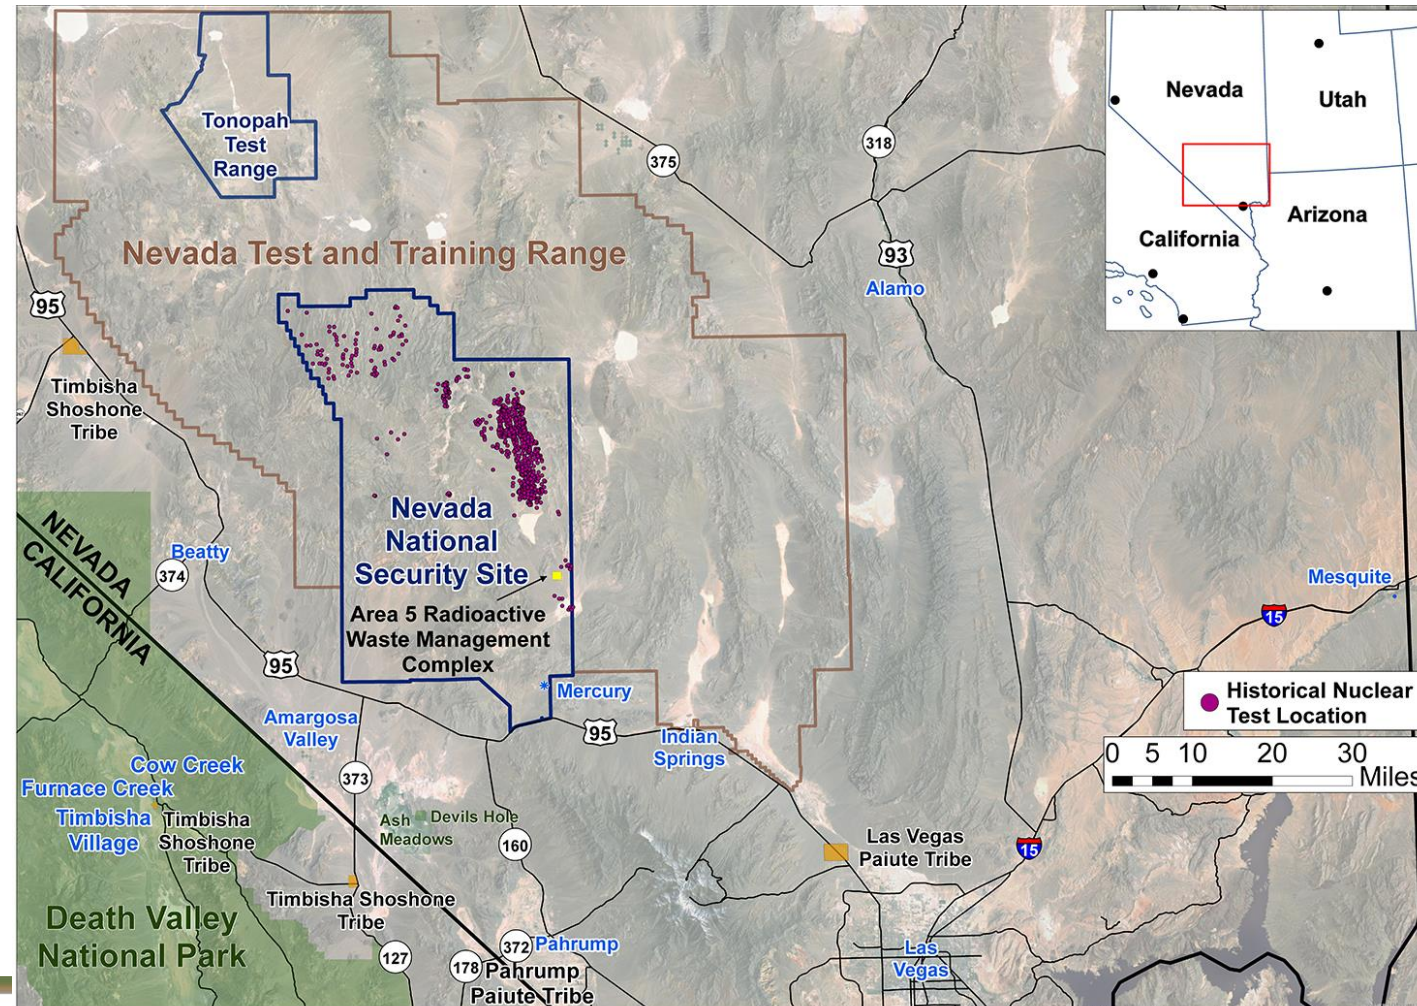 Tonopah
Test
Range
375
318
Nevada
Utah
Arizona
California
Nevada Test and Training Range
93
Alamo
95
Timbisha
Shoshone
Tribe
Nevada
National
Security Site
Area 5 Radioactive
Waste Management
Complex
NEVADA
CALIFORNIA
Beatty
374
95
Mercury
Mesquite
15
Historical Nuclear
Test Location
0 5 10 20 30
Miles
Amargosa
Valley
95
Indian
Springs
Cow Creek
Furnace Creek
Timbisha
Village
Timbisha
Shoshone
Tribe
373
Ash
Meadows
Devils Hole
160
Las Vegas
Paiute Tribe
15
Timbisha Shoshone
Tribe
Death Valley
National Park
127
178
372
Pahrump
Pahrump
Paiute Tribe
Las
Vegas